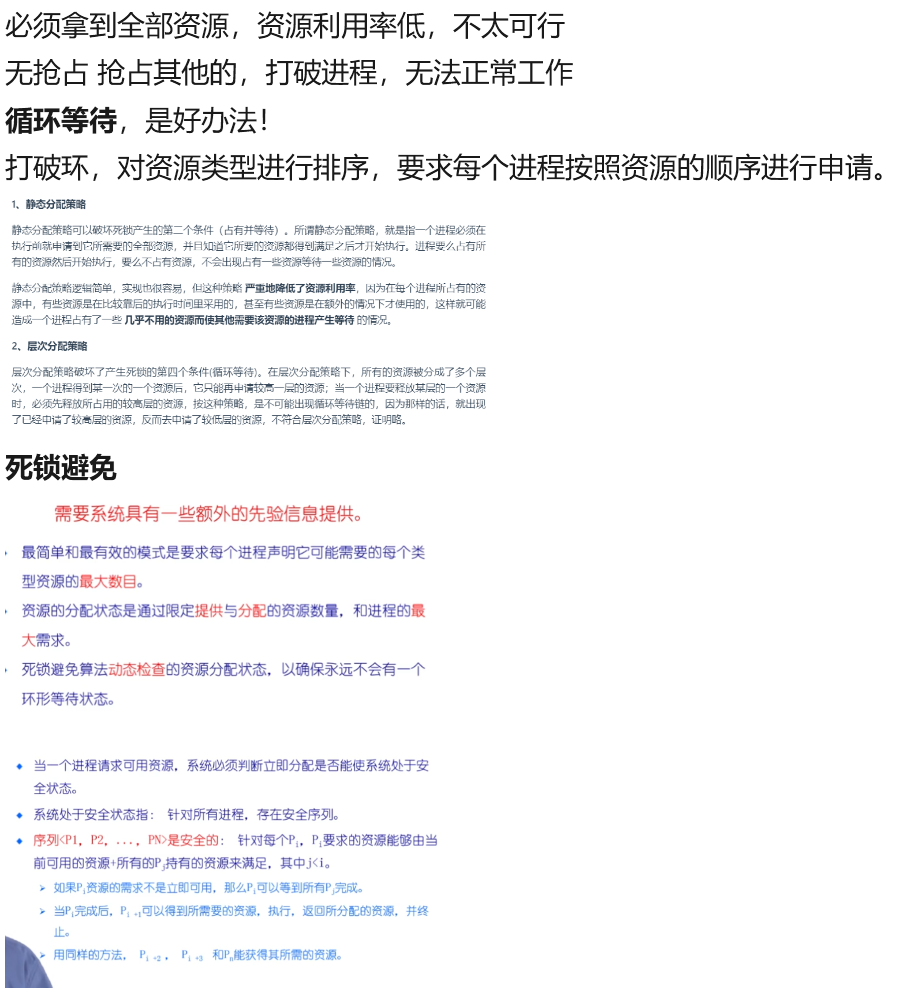 必须拿到全部资源，资源利用率低，不太可行
无抢占 抢占其他的，打破进程，无法正常工作
循环等待，是好办法！
打破环，对资源类型进行排序，要求每个进程按照资源的顺序进行申请。
1、静态分配策略
静态分配策略可以破坏死锁产生的第二个条件（占有并等待）。所谓静态分配策略，就是指一个进程必须在
执行前就申请到它所需要的全部资源，并且知道它所要的资源都得到满足之后才开始执行。进程要么占有所
有的资源然后开始执行，要么不占有资源，不会出现占有一些资源等待一些资源的情况。
静态分配策略逻辑简单，实现也很容易，但这种策略 严重地降低了资源利用率，因为在每个进程所占有的资
源中，有些资源是在比较靠后的执行时间里采用的，甚至有些资源是在额外的情况下才使用的，这样就可能
造成一个进程占有了一些 几乎不用的资源而使其他需要该资源的进程产生等待 的情况。
2、层次分配策略
层次分配策略破坏了产生死锁的第四个条件(循环等待)。在层次分配策略下，所有的资源被分成了多个层
次，一个进程得到某一次的一个资源后，它只能再申请较高一层的资源；当一个进程要释放某层的一个资源
时，必须先释放所占用的较高层的资源，按这种策略，是不可能出现循环等待链的，因为那样的话，就出现
了已经申请了较高层的资源，反而去申请了较低层的资源，不符合层次分配策略，证明略。
死锁避免
需要系统具有一些额外的先验信息提供。
最简单和最有效的模式是要求每个进程声明它可能需要的每个类
型资源的最大数目。
资源的分配状态是通过限定提供与分配的资源数量，和进程的最
大需求。
死锁避免算法动态检查的资源分配状态，以确保永远不会有一个
环形等待状态。
当一个进程请求可用资源，系统必须判断立即分配是否能使系统处于安
全状态。
系统处于安全状态指： 针对所有进程，存在安全序列。
序列<P1，P2，...，PN>是安全的： 针对每个Pi，Pi要求的资源能够由当
前可用的资源+所有的Pj持有的资源来满足，其中j<i。
如果Pi资源的需求不是立即可用，那么Pi可以等到所有Pj完成。
当Pi完成后，Pi +1可以得到所需要的资源，执行，返回所分配的资源，并终
止。
用同样的方法， Pi +2 ， Pi +3 和Pn能获得其所需的资源。